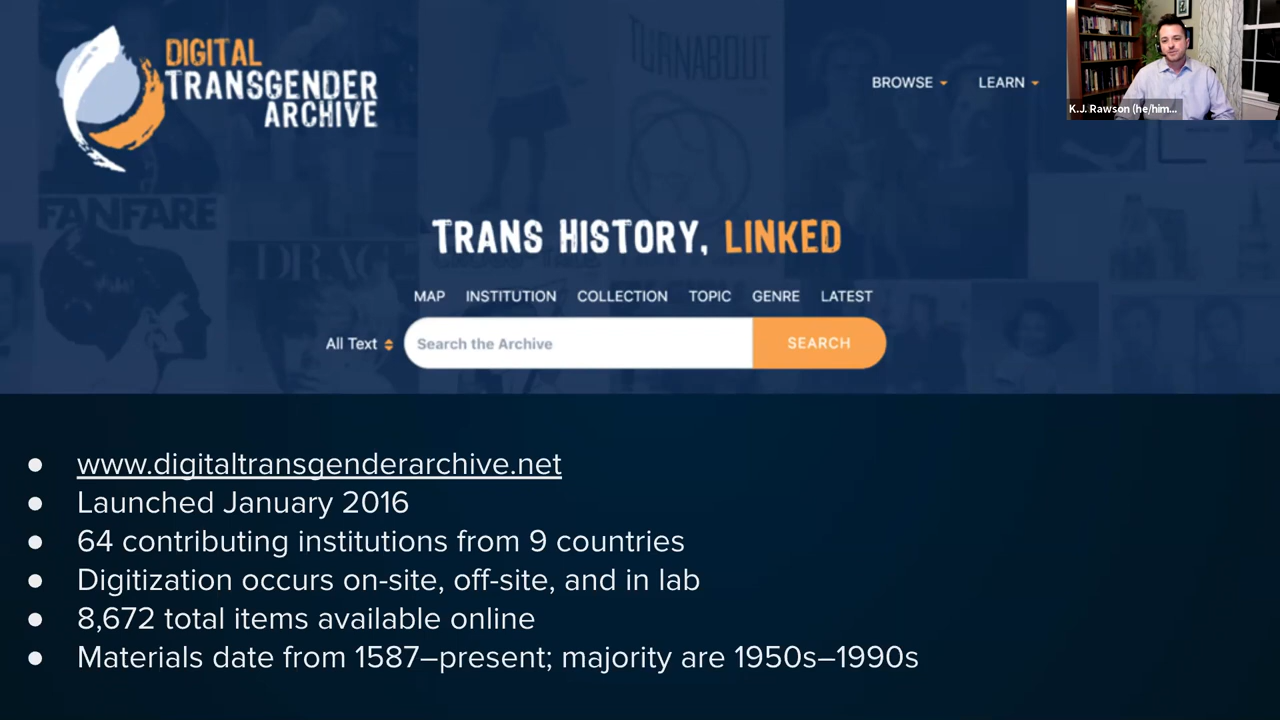 DIGITAL
TRANSGENDER
ARCHIVE
TURNABOUT
BROWSE
LEARN
K.J. Rawson (he/him...
FANFARE
DRAG
TRANS HISTORY, LINKED
MAP INSTITUTION COLLECTION TOPIC GENRE LATEST
All Text
Search the Archive
SEARCH
● www.digitaltransgenderarchive.net
● Launched January 2016
● 64 contributing institutions from 9 countries
● Digitization occurs on-site, off-site, and in lab
● 8,672 total items available online
● Materials date from 1587–present; majority are 1950s–1990s